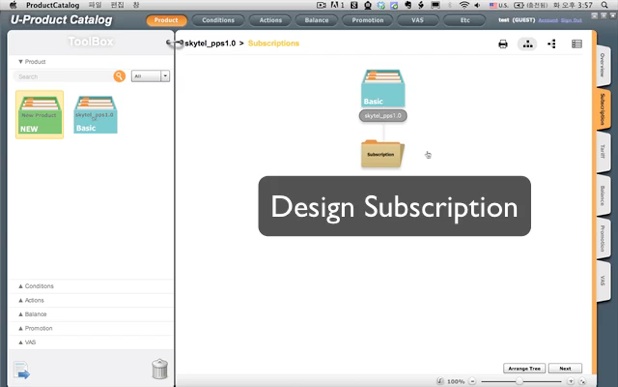 ProductCatalog 파일 편집 창
U-Product Catalog
Product Conditions Actions Balance Promotion VAS Etc
test (GUEST) Account Sign Out
ToolBox
skytel_pps1.0 > Subscriptions
Product
Search
All
New Product
NEW
skytel_pps1.0
Basic
Basic
skytel_pps1.0
Subscription
Design Subscription
Overview
Subscription
Tariff
Balance
Promotion
VAS
Conditions
Actions
Balance
Promotion
VAS
Arrange Tree Next
100%
U.S. (충전됨) 화 오후 3:57